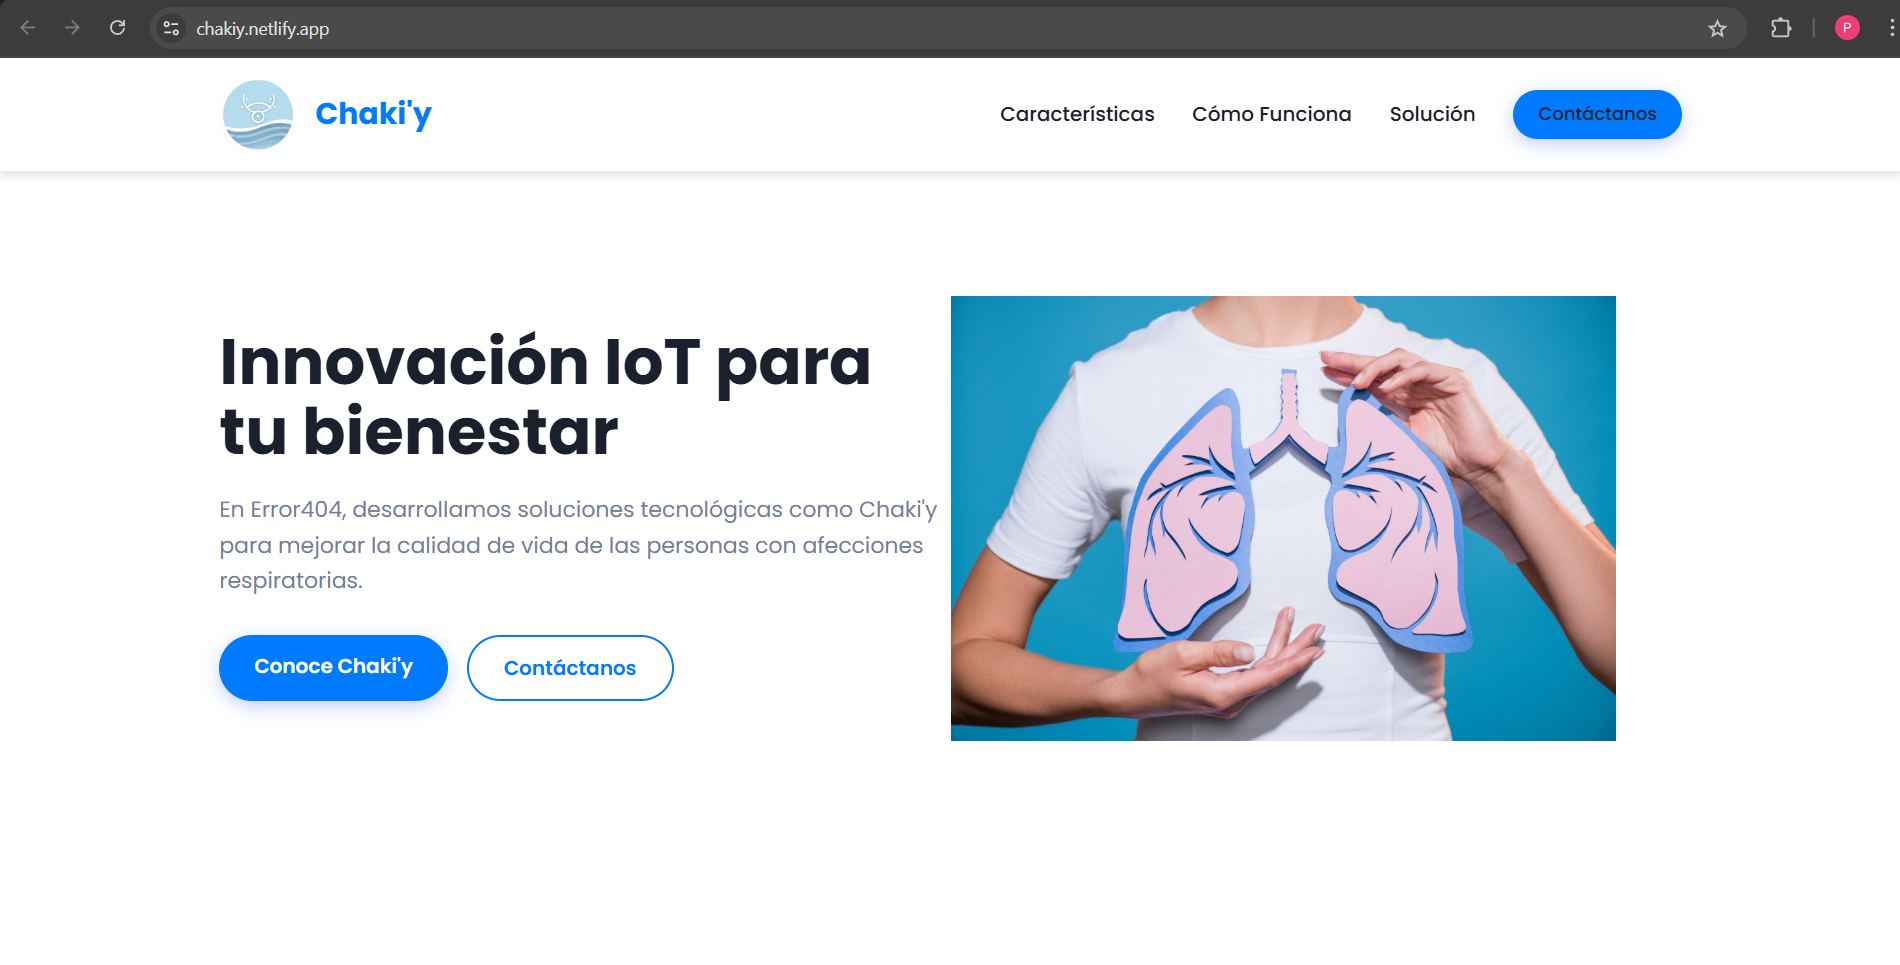 chakiy.netlify.app
P
Chaki'y
Características
Cómo Funciona
Solución
Contáctanos
Innovación IoT para
tu bienestar
En Error404, desarrollamos soluciones tecnológicas como Chaki'y
para mejorar la calidad de vida de las personas con afecciones
respiratorias.
Conoce Chaki'y
Contáctanos